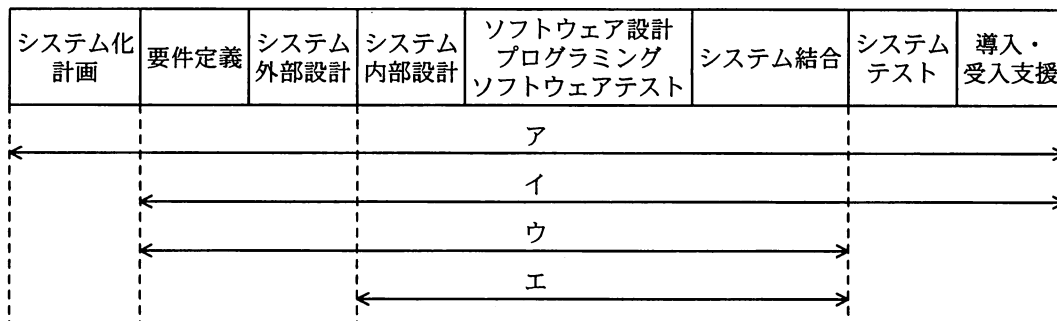 システム化
計画
要件定義
システム
外部設計
システム
内部設計
ソフトウェア設計
プログラミング
ソフトウェアテスト
システム結合
システム
テスト
導入・
受入支援
ア
イ
ウ
エ